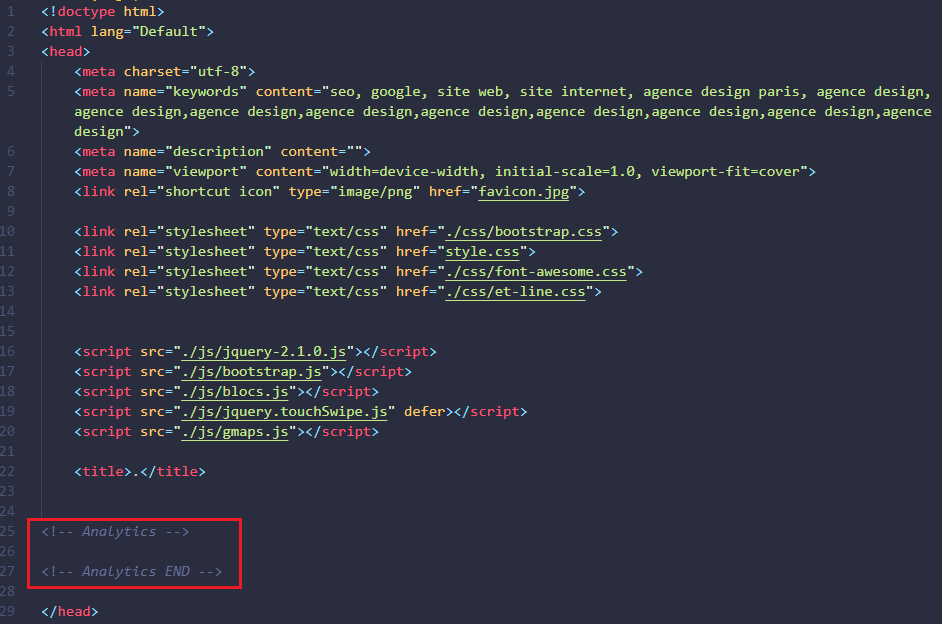 1 <!doctype html>
2 <html lang="Default">
3 <head>
4 <meta charset="utf-8">
5 <meta name="keywords" content="seo, google, site web, site internet, agence design paris, agence design,
agence design,agence design,agence design,agence design,agence design,agence design,agence design,agence
design">
6 <meta name="description" content="">
7 <meta name="viewport" content="width=device-width, initial-scale=1.0, viewport-fit=cover">
8 <link rel="shortcut icon" type="image/png" href="favicon.jpg">
9
10 <link rel="stylesheet" type="text/css" href="./css/bootstrap.css">
11 <link rel="stylesheet" type="text/css" href="style.css">
12 <link rel="stylesheet" type="text/css" href="./css/font-awesome.css">
13 <link rel="stylesheet" type="text/css" href="./css/et-line.css">
14
15
16 <script src="./js/jquery-2.1.0.js"></script>
17 <script src="./js/bootstrap.js"></script>
18 <script src="./js/blocs.js"></script>
19 <script src="./js/jquery.touchSwipe.js" defer></script>
20 <script src="./js/gmaps.js"></script>
21
22 <title>.</title>
23
24
25 <!-- Analytics -->
26
27 <!-- Analytics END -->
28
29 </head>